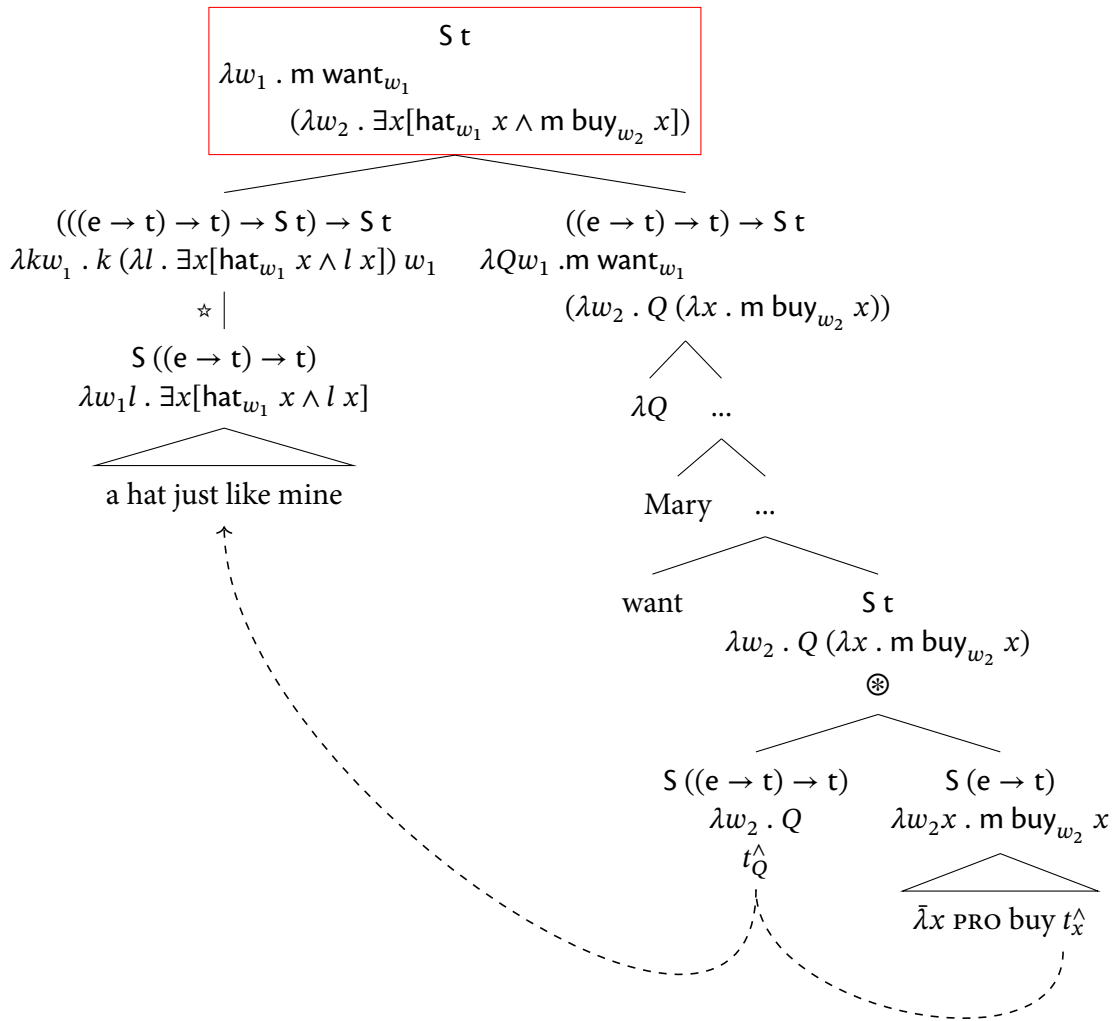 S t
λw₁ . m want_w₁
(λw₂ . ∃x[hat_w₁ x ∧ m buy_w₂ x])
(((e → t) → t) → S t) → S t
λkw₁ . k (λl . ∃x[hat_w₁ x ∧ l x]) w₁
((e → t) → t) → S t
λQw₁ .m want_w₁
(λw₂ . Q (λx . m buy_w₂ x))
☆
S ((e → t) → t)
λw₁l . ∃x[hat_w₁ x ∧ l x]
a hat just like mine
λQ ...
Mary ...
want
S t
λw₂ . Q (λx . m buy_w₂ x)
⊛
S ((e → t) → t)
λw₂ . Q
t^∧_Q
S (e → t)
λw₂x . m buy_w₂ x
λ̄x PRO buy t^∧_x